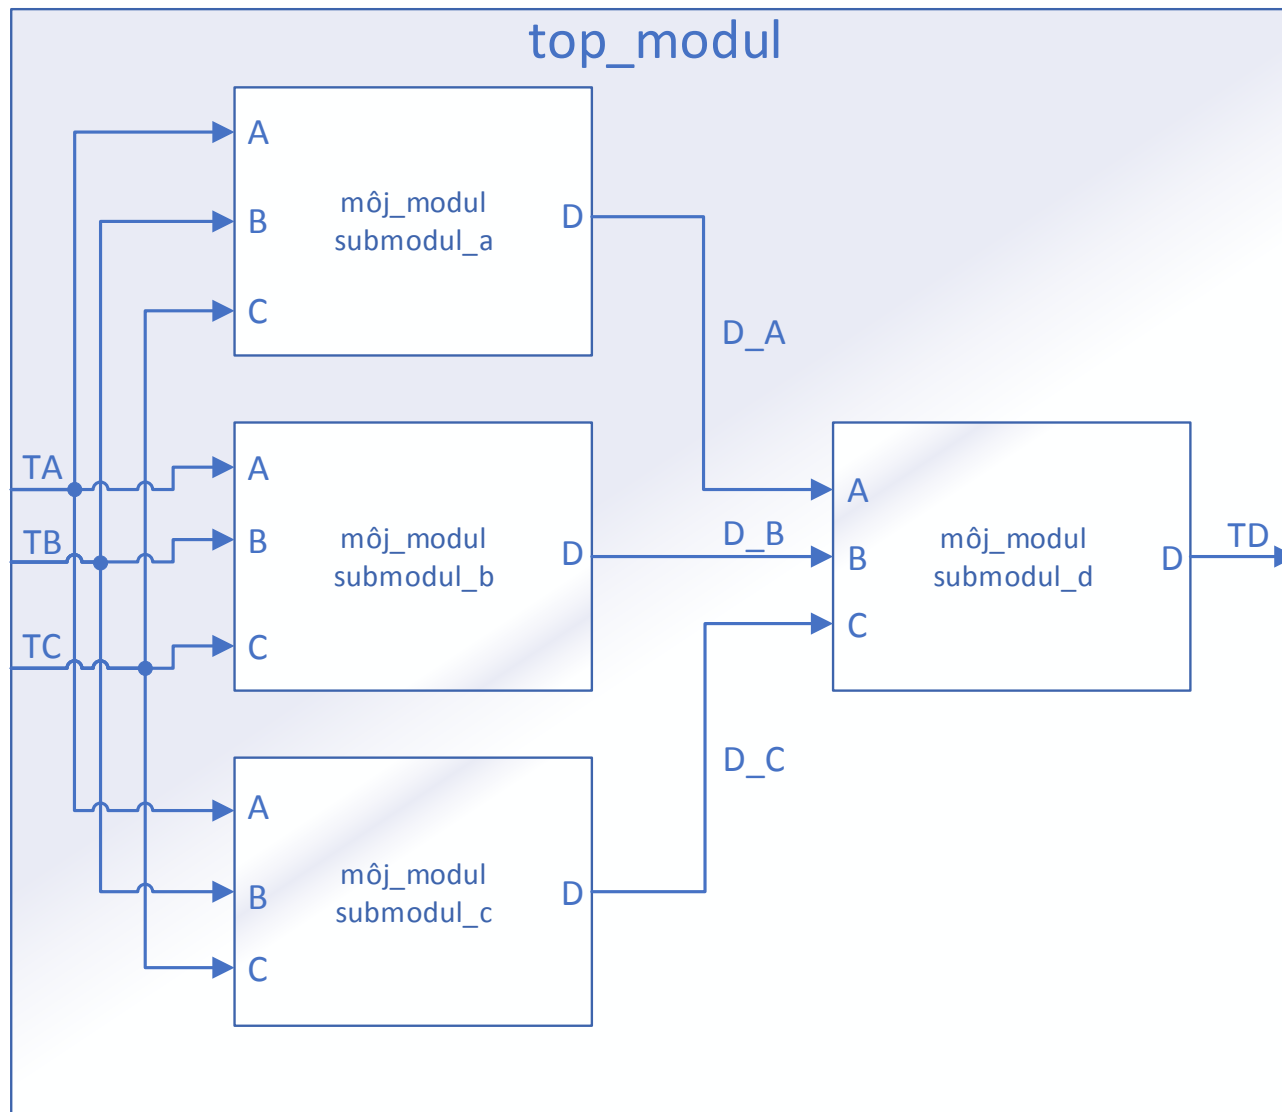 top_modul
A
B
C
môj_modul
submodul_a
D
D_A
TA
TB
TC
A
B
C
môj_modul
submodul_b
D
D_B
A
B
C
môj_modul
submodul_d
D
TD
A
B
C
môj_modul
submodul_c
D
D_C